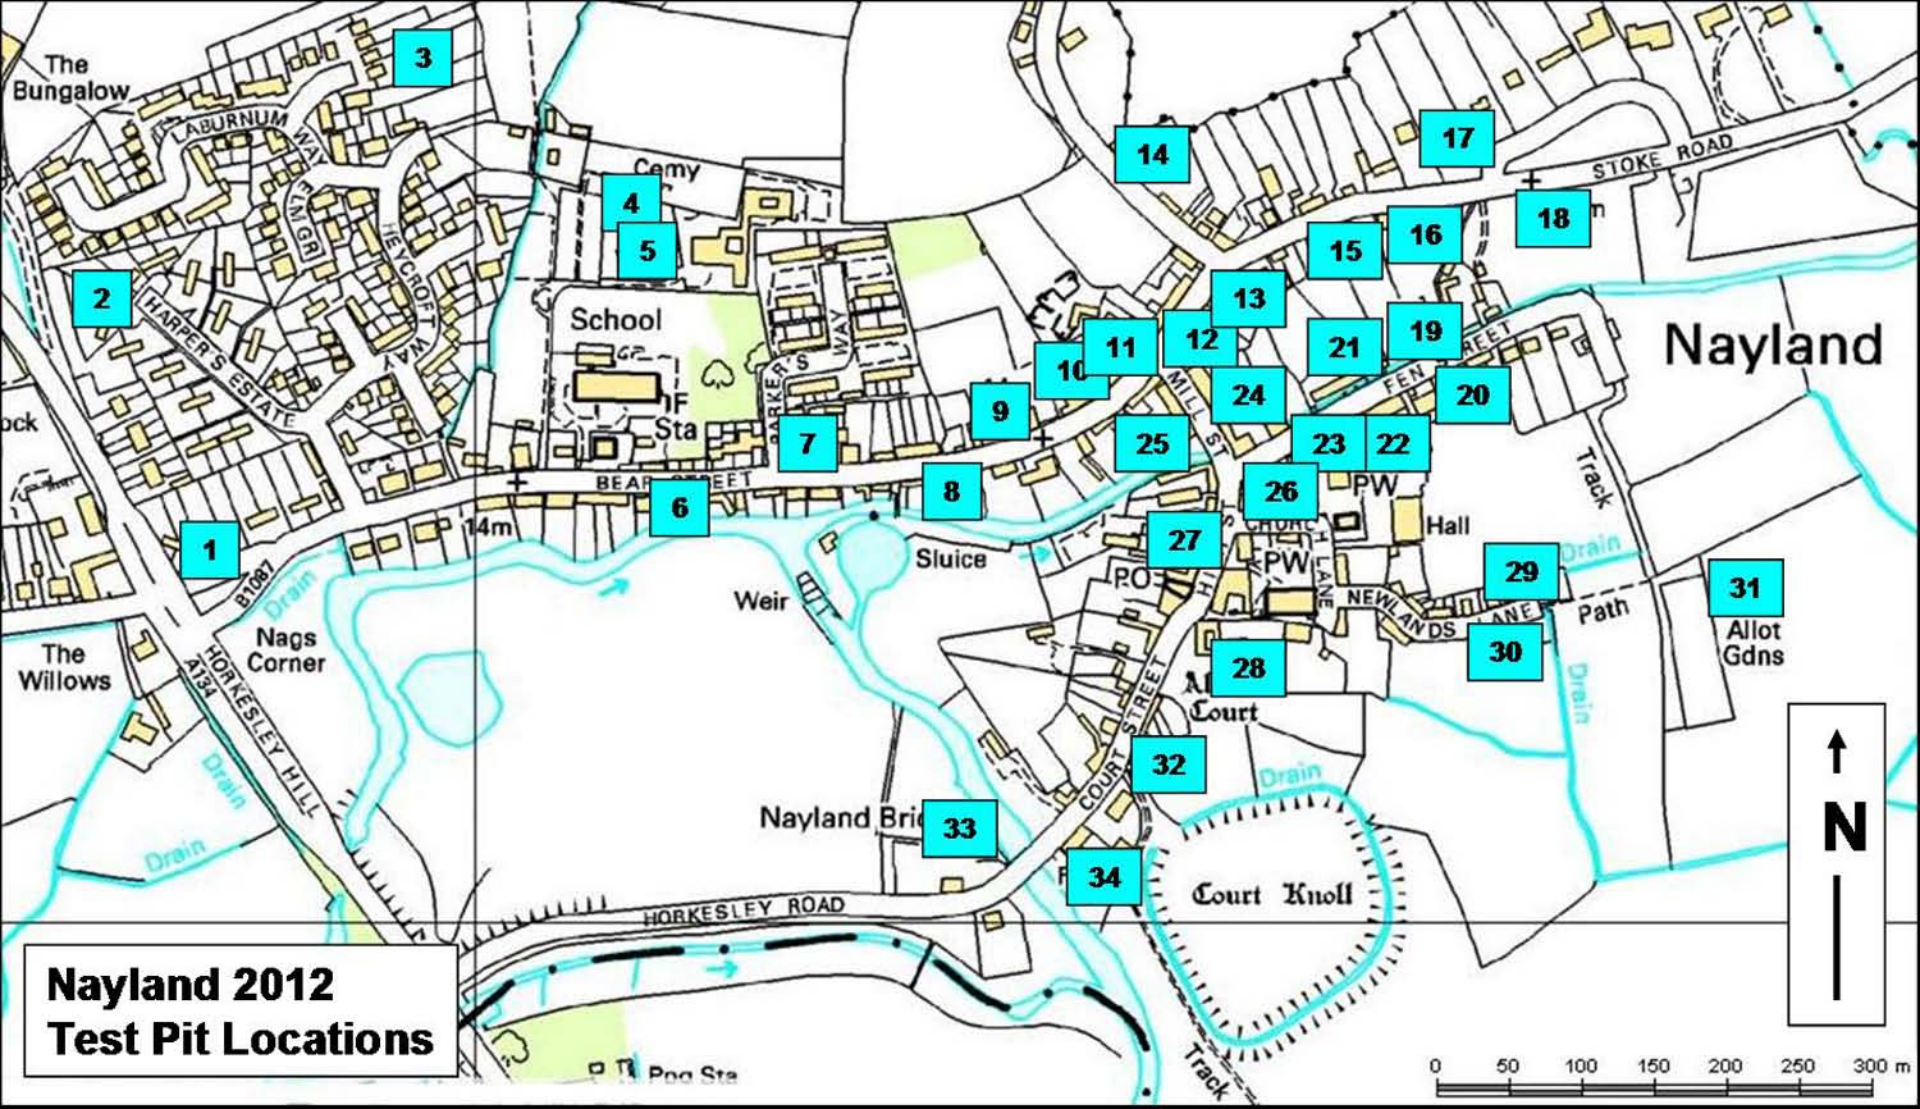 The
Bungalow
3
LABURNUM WAY
ELM GR
HEYCROFT WAY
2
HARPER'S ESTATE
Cemy
4
5
School
Sta
BARKER'S WAY
14
17
STOKE ROAD
18
15
16
13
12
11
10
9
19
21
FEN STREET
20
Nayland
24
MILL ST
25
23
22
7
8
6
BEAR STREET
14m
1
B1087
Drain
Nags
Corner
The
Willows
A134
HORKESLEY HILL
Drain
Drain
Weir
Sluice
26
PW
Hall
Track
27
CHURCH LANE
PW
PO
NEWLANDS LANE
29
Drain
Path
31
Allot
Gdns
30
Drain
28
Court
COURT STREET
32
Drain
Nayland Bri
33
34
Court Knoll
HORKESLEY ROAD
N
Nayland 2012
Test Pit Locations
Ppg Sta
Track
0 50 100 150 200 250 300 m